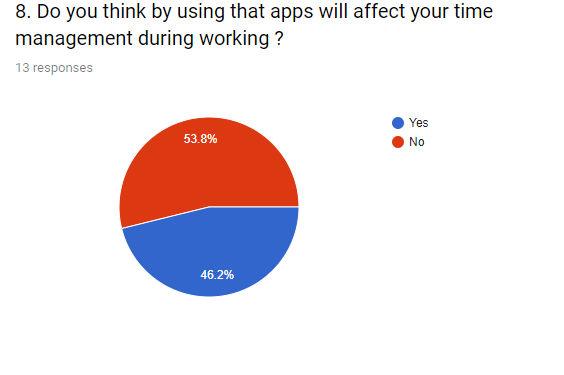 8. Do you think by using that apps will affect your time
management during working ?
13 responses
Yes
No
53.8%
46.2%